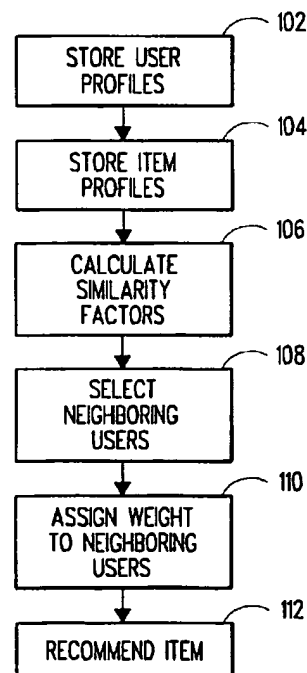 102
STORE USER
PROFILES
104
STORE ITEM
PROFILES
106
CALCULATE
SIMILARITY
FACTORS
108
SELECT
NEIGHBORING
USERS
110
ASSIGN WEIGHT
TO NEIGHBORING
USERS
112
RECOMMEND ITEM